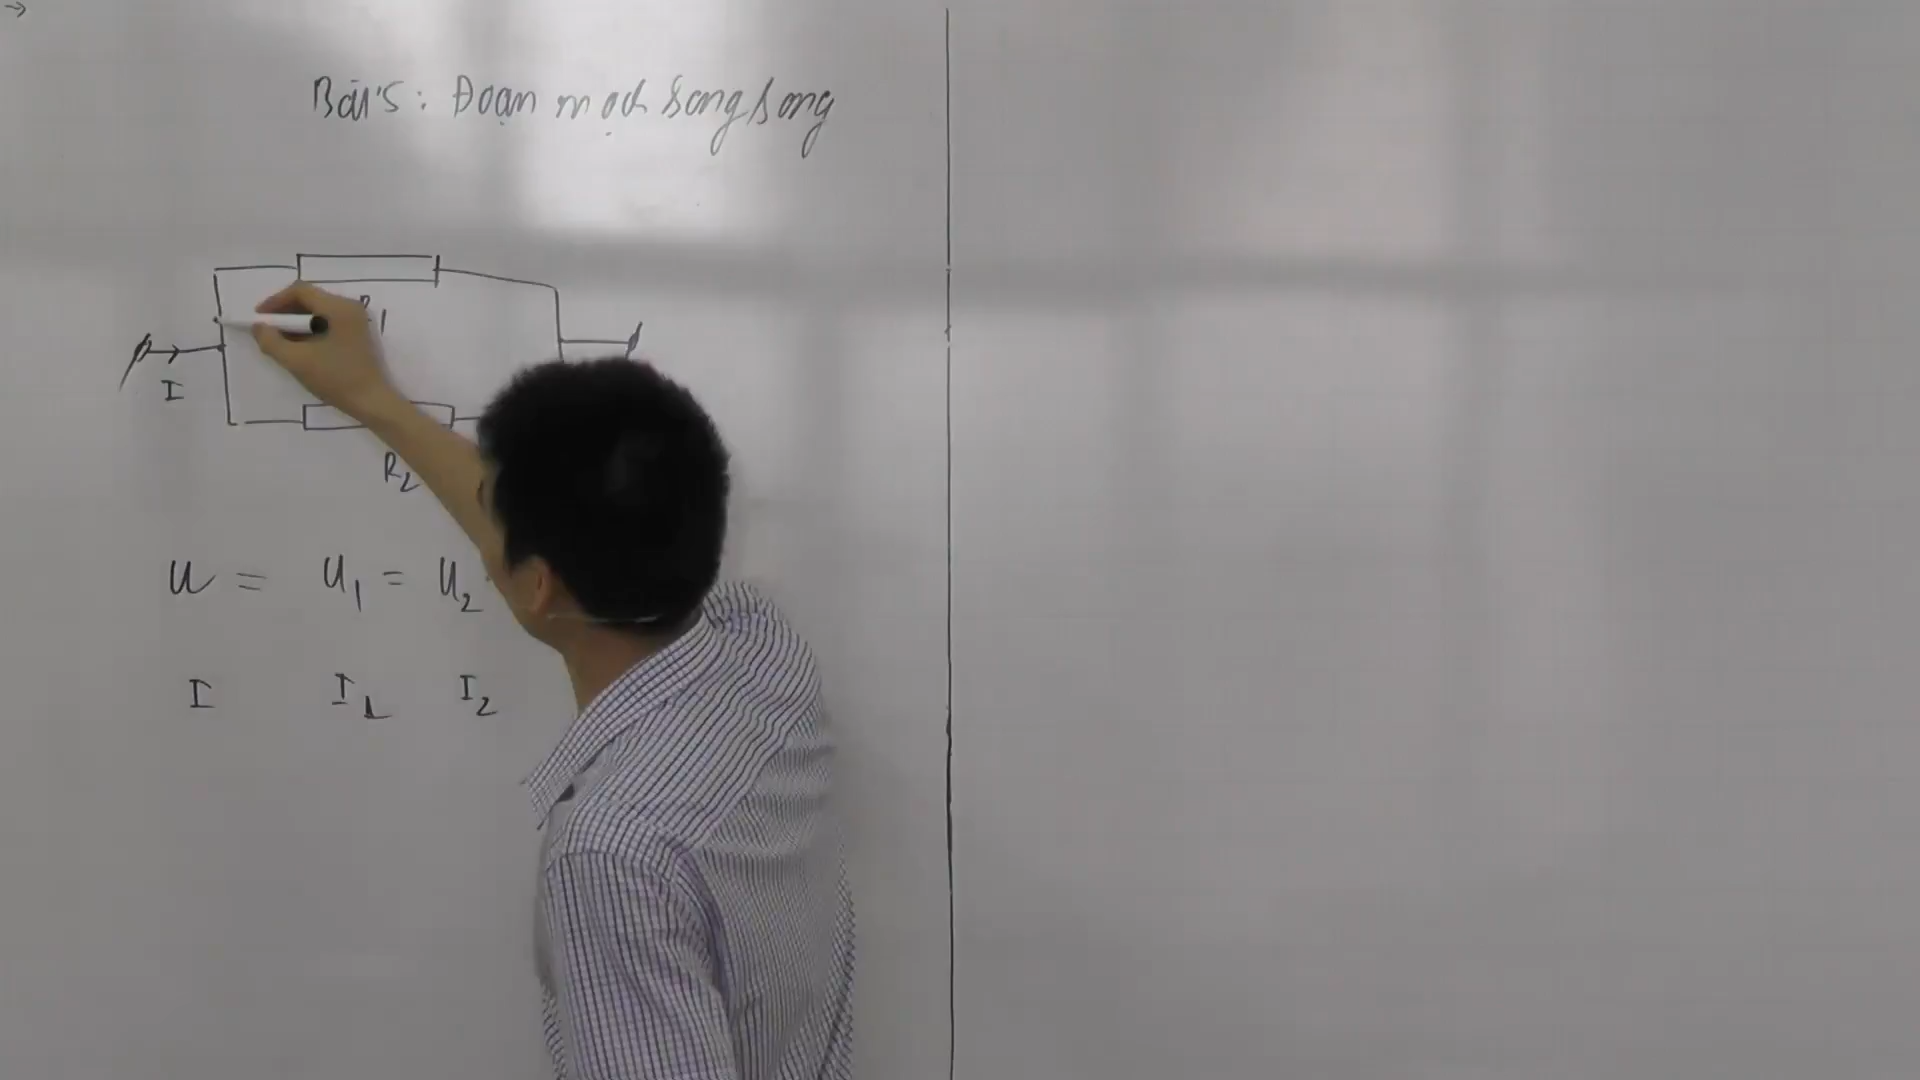 Bài 5: Đoạn mạch song song
R1
I
R2
U = U1 = U2
I I1 I2